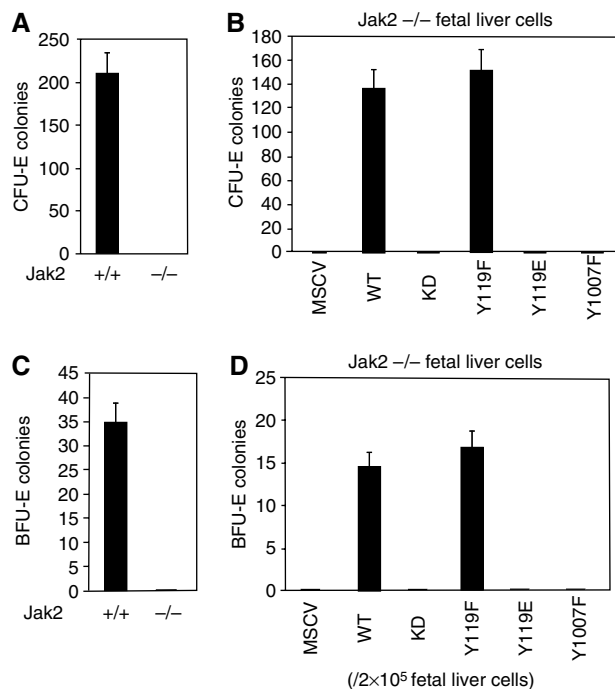 A
CFU-E colonies
250
200
150
100
50
0
Jak2 +/+ –/–
B
Jak2 –/– fetal liver cells
CFU-E colonies
180
160
140
120
100
80
60
40
20
0
MSCV WT KD Y119F Y119E Y1007F
C
BFU-E colonies
45
40
35
30
25
20
15
10
5
0
Jak2 +/+ –/–
D
Jak2 –/– fetal liver cells
BFU-E colonies
25
20
15
10
5
0
MSCV WT KD Y119F Y119E Y1007F
(/2×10⁵ fetal liver cells)